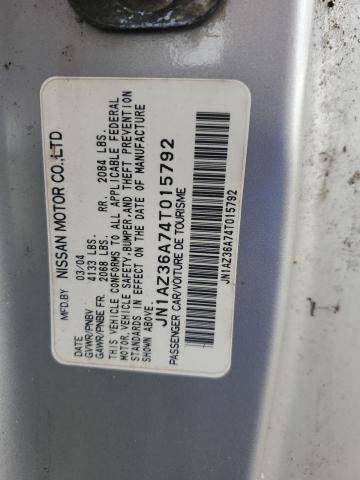 MFD.BY NISSAN MOTOR CO.,LTD
DATE 03/04
GVWR/PNBV 4133 LBS.
GAWR/PNBE FR. 2068 LBS. RR. 2084 LBS.
THIS VEHICLE CONFORMS TO ALL APPLICABLE FEDERAL
MOTOR VEHICLE SAFETY,BUMPER,AND THEFT PREVENTION
STANDARDS IN EFFECT ON THE DATE OF MANUFACTURE
SHOWN ABOVE.
JN1AZ36A74T015792
PASSENGER CAR/VOITURE DE TOURISME
JN1AZ36A74T015792